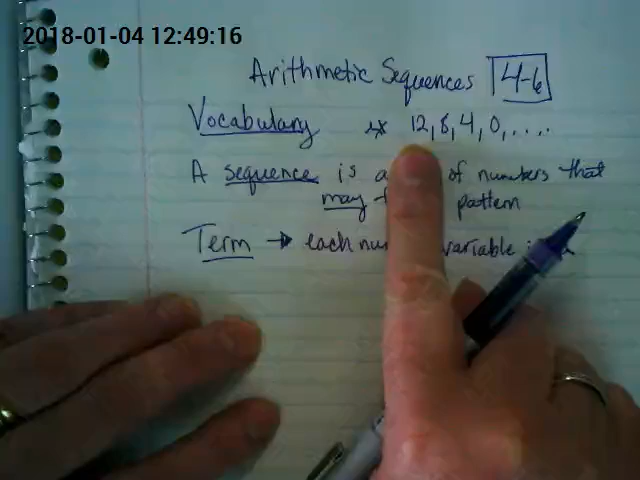 2018-01-04 12:49:16
Arithmetic Sequences 4-6
Vocabulary 12, 8, 4, 0, ....
A sequence is a of numbers that
may pattern
Term → each variable